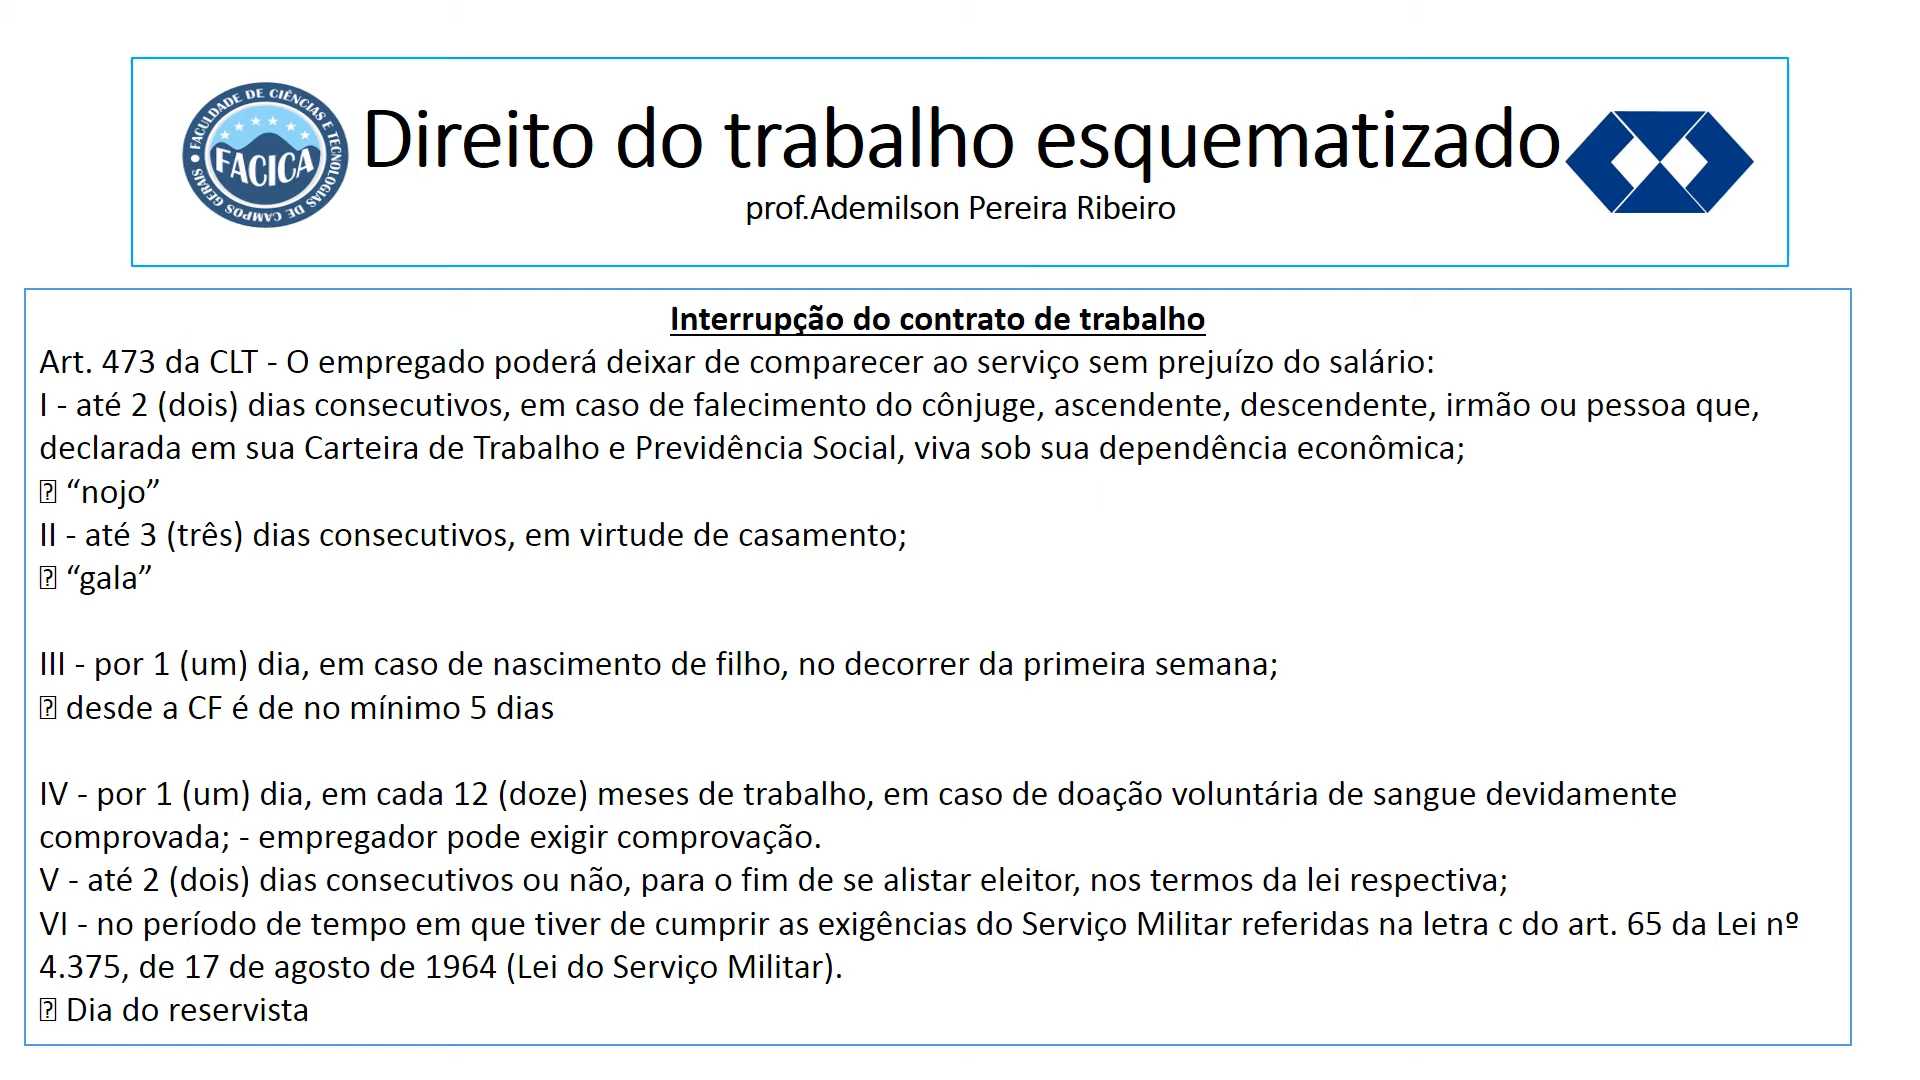 FACULDADE DE CIÊNCIAS E TECNOLOGIAS DE CAMPOS GERAIS
FACICA
Direito do trabalho esquematizado
prof.Ademilson Pereira Ribeiro
Interrupção do contrato de trabalho
Art. 473 da CLT - O empregado poderá deixar de comparecer ao serviço sem prejuízo do salário:
I - até 2 (dois) dias consecutivos, em caso de falecimento do cônjuge, ascendente, descendente, irmão ou pessoa que,
declarada em sua Carteira de Trabalho e Previdência Social, viva sob sua dependência econômica;
⍰ “nojo”
II - até 3 (três) dias consecutivos, em virtude de casamento;
⍰ “gala”
III - por 1 (um) dia, em caso de nascimento de filho, no decorrer da primeira semana;
⍰ desde a CF é de no mínimo 5 dias
IV - por 1 (um) dia, em cada 12 (doze) meses de trabalho, em caso de doação voluntária de sangue devidamente
comprovada; - empregador pode exigir comprovação.
V - até 2 (dois) dias consecutivos ou não, para o fim de se alistar eleitor, nos termos da lei respectiva;
VI - no período de tempo em que tiver de cumprir as exigências do Serviço Militar referidas na letra c do art. 65 da Lei nº
4.375, de 17 de agosto de 1964 (Lei do Serviço Militar).
⍰ Dia do reservista